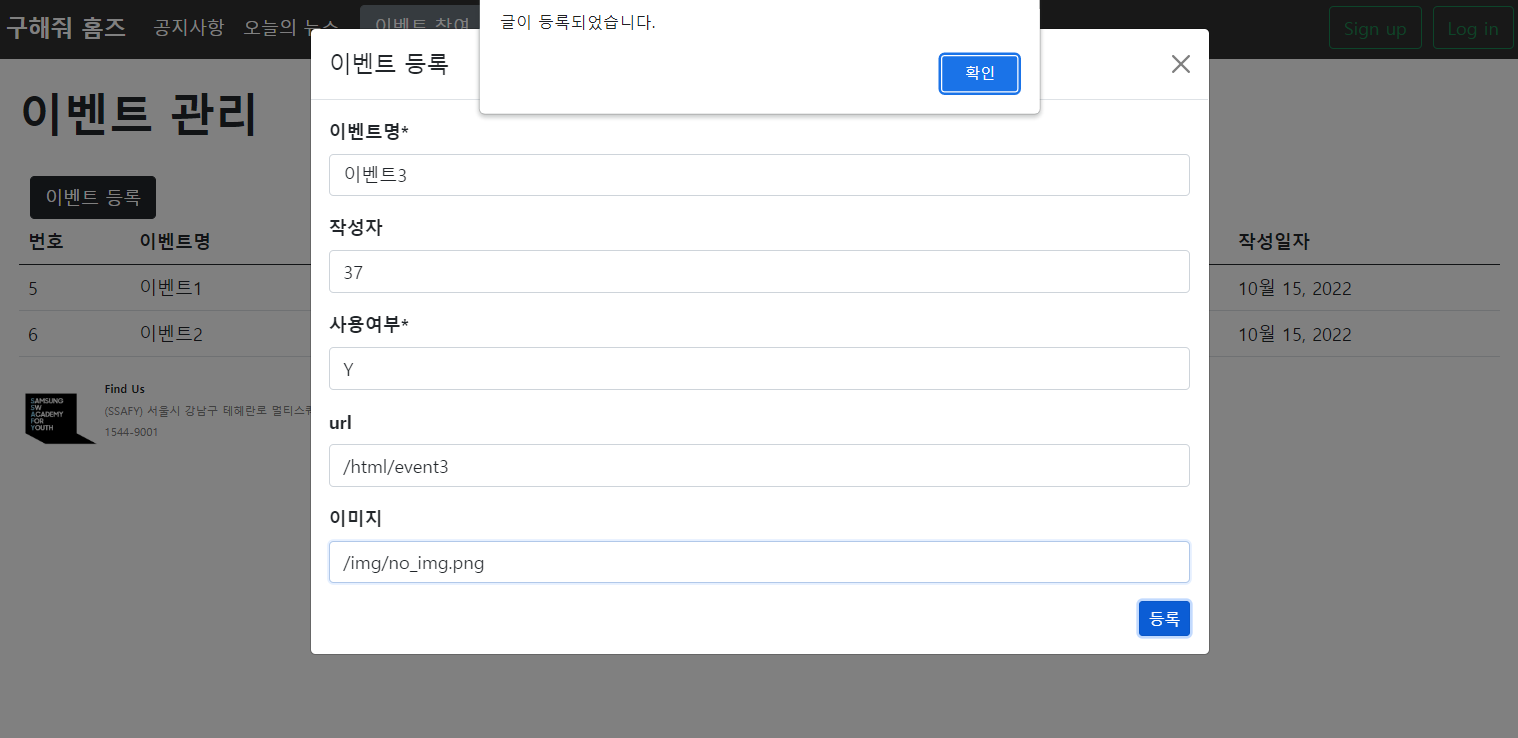 글이 등록되었습니다.
확인
구해줘 홈즈 공지사항 오늘의 뉴스 이벤트 참여 Sign up Log in
이벤트 등록
이벤트 관리
이벤트명*
이벤트3
이벤트 등록
작성자
번호 이벤트명 작성일자
37
5 이벤트1 10월 15, 2022
사용여부*
6 이벤트2 10월 15, 2022
Y
Find Us
SAMSUNG
SW
ACADEMY
FOR
YOUTH
(SSAFY) 서울시 강남구 테헤란로
1544-9001
url
/html/event3
이미지
/img/no_img.png
등록